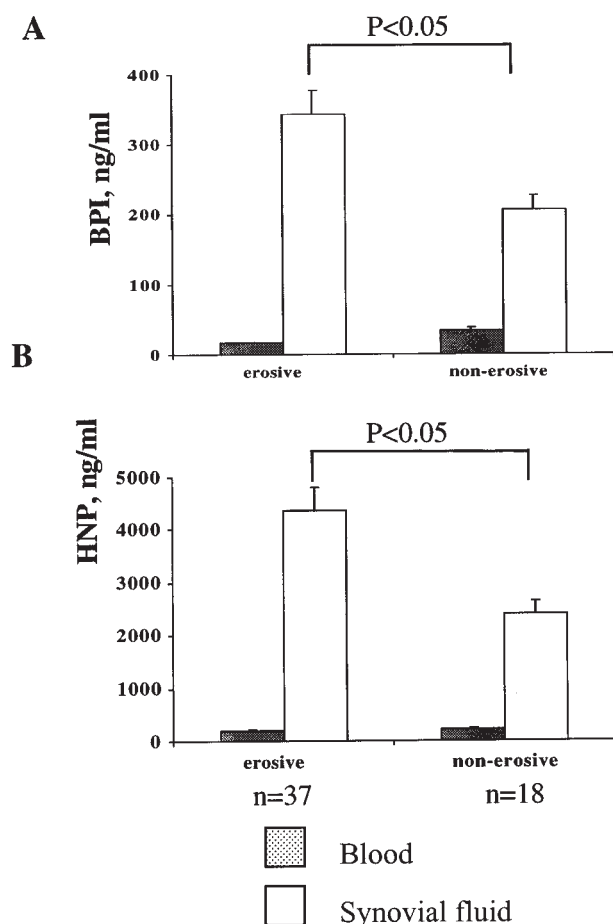 A
P<0.05
BPI, ng/ml
400
300
200
100
0
erosive
non-erosive
B
P<0.05
HNP, ng/ml
5000
4000
3000
2000
1000
0
erosive
non-erosive
n=37
n=18
Blood
Synovial fluid